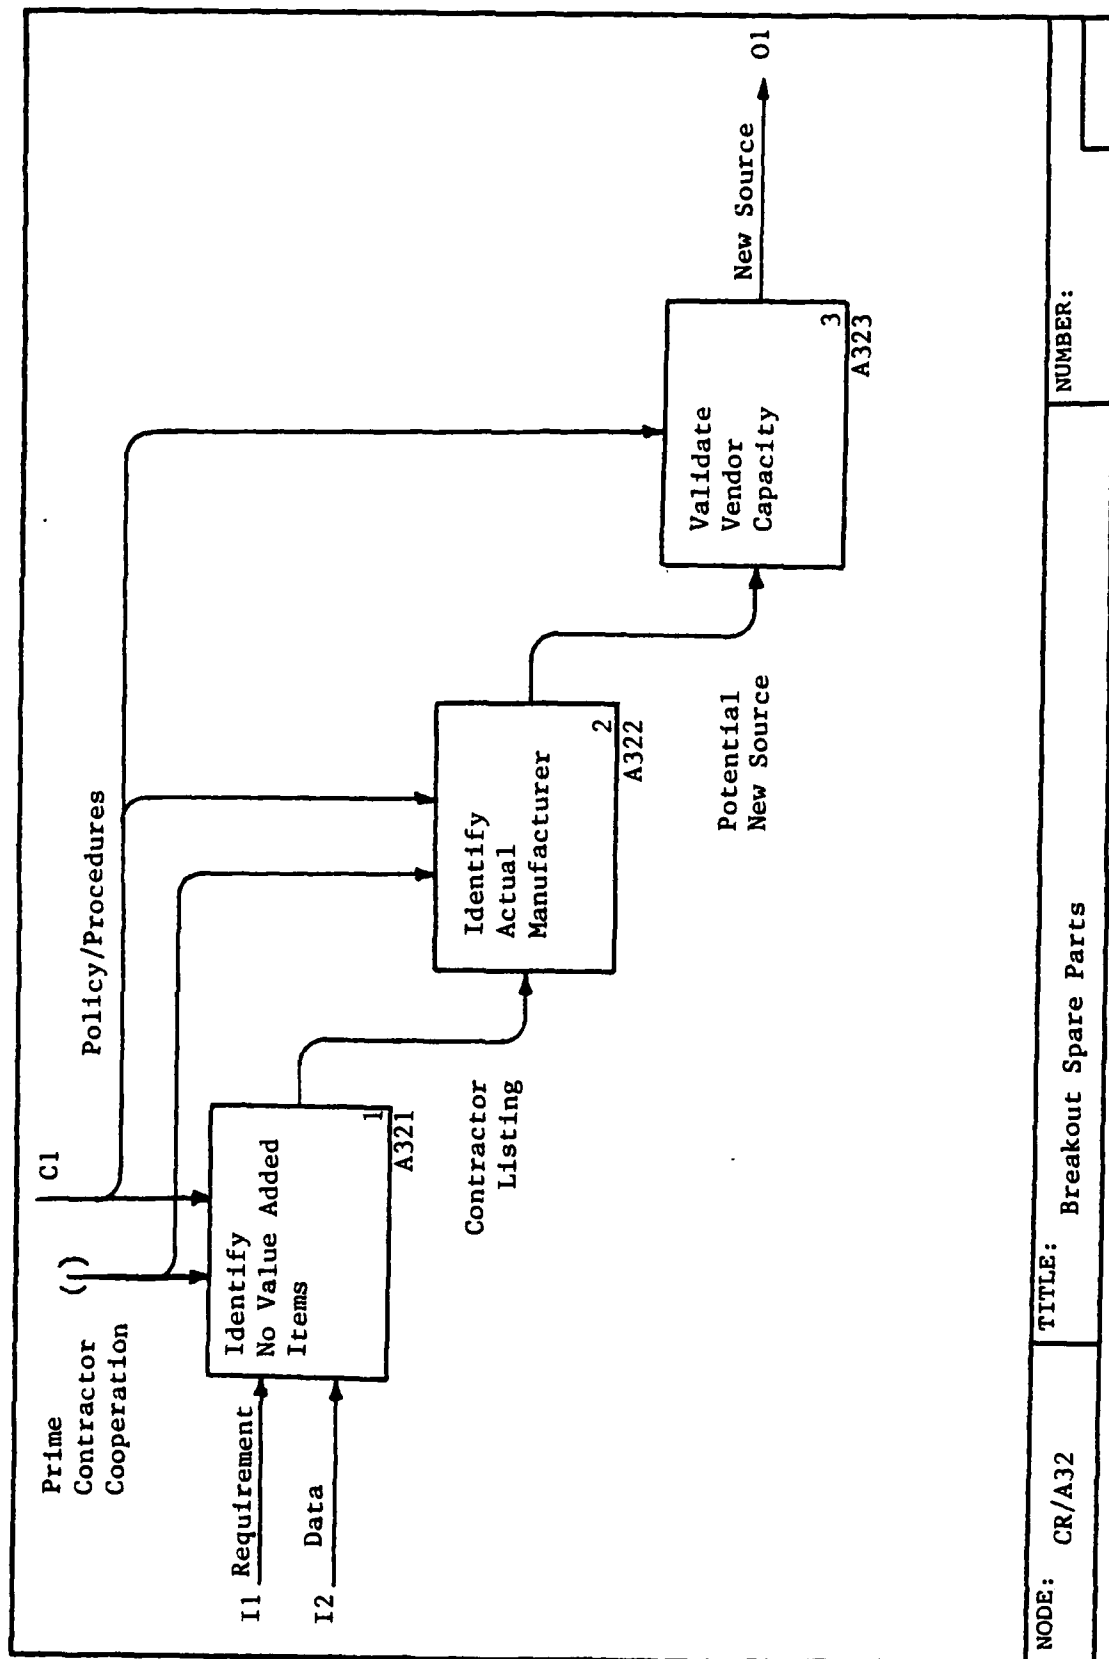 Prime
Contractor
Cooperation
( )
C1
Policy/Procedures
I1 Requirement
I2 Data
Identify
No Value Added
Items
1
A321
Contractor
Listing
Identify
Actual
Manufacturer
2
A322
Potential
New Source
Validate
Vendor
Capacity
3
A323
New Source
O1
NODE: CR/A32
TITLE: Breakout Spare Parts
NUMBER: